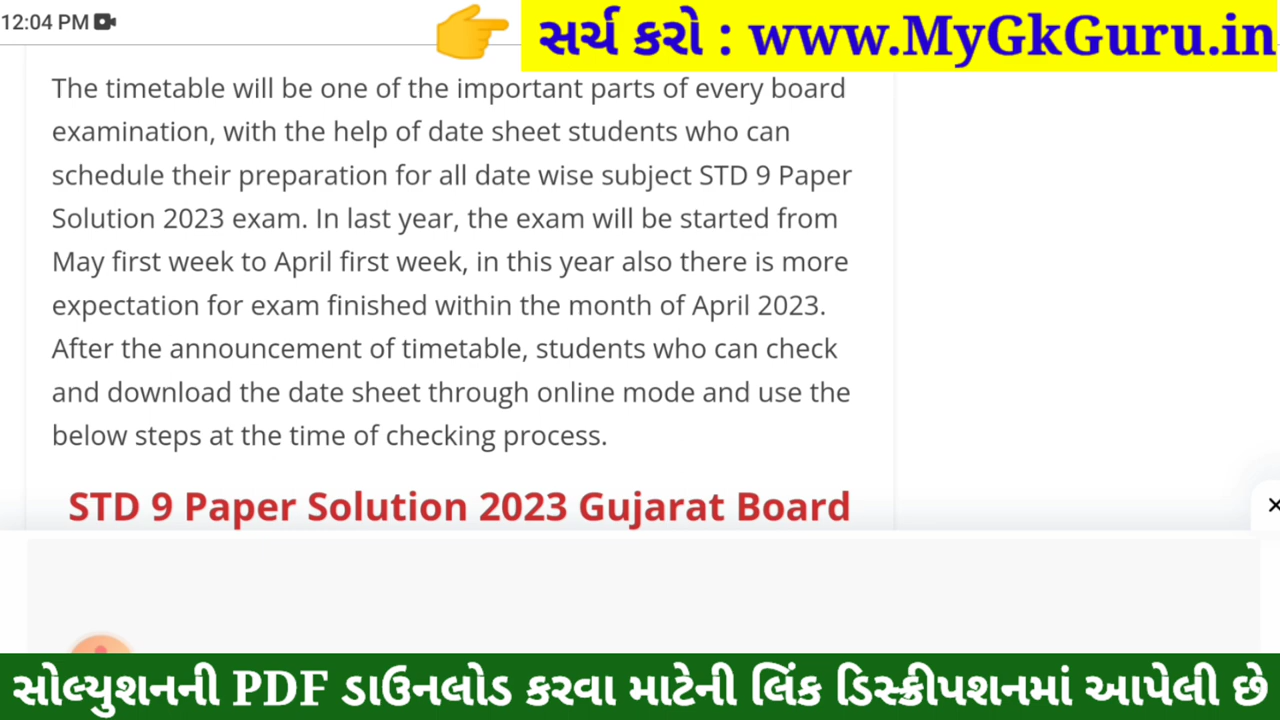 12:04 PM
સર્ચ કરો : www.MyGkGuru.in
The timetable will be one of the important parts of every board
examination, with the help of date sheet students who can
schedule their preparation for all date wise subject STD 9 Paper
Solution 2023 exam. In last year, the exam will be started from
May first week to April first week, in this year also there is more
expectation for exam finished within the month of April 2023.
After the announcement of timetable, students who can check
and download the date sheet through online mode and use the
below steps at the time of checking process.
STD 9 Paper Solution 2023 Gujarat Board
સોલ્યુશનની PDF ડાઉનલોડ કરવા માટેની લિંક ડિસ્ક્રીપશનમાં આપેલી છે